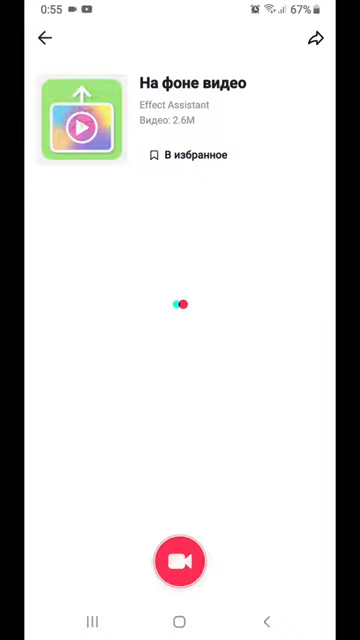 0:55
67%
На фоне видео
Effect Assistant
Видео: 2.6M
В избранное